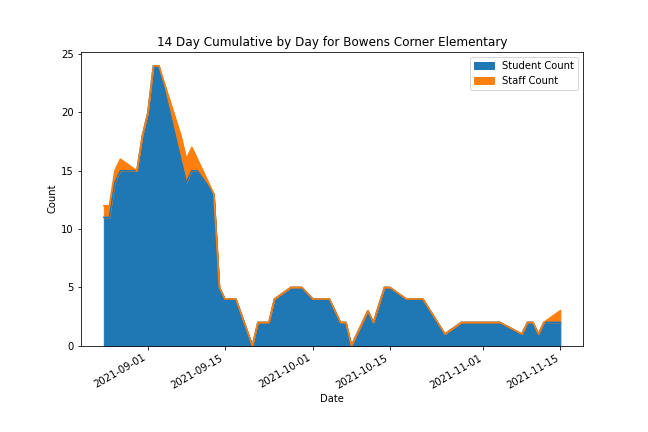 14 Day Cumulative by Day for Bowens Corner Elementary
25
20
15
10
5
0
Count
Student Count
Staff Count
2021-09-01
2021-09-15
2021-10-01
2021-10-15
2021-11-01
2021-11-15
Date